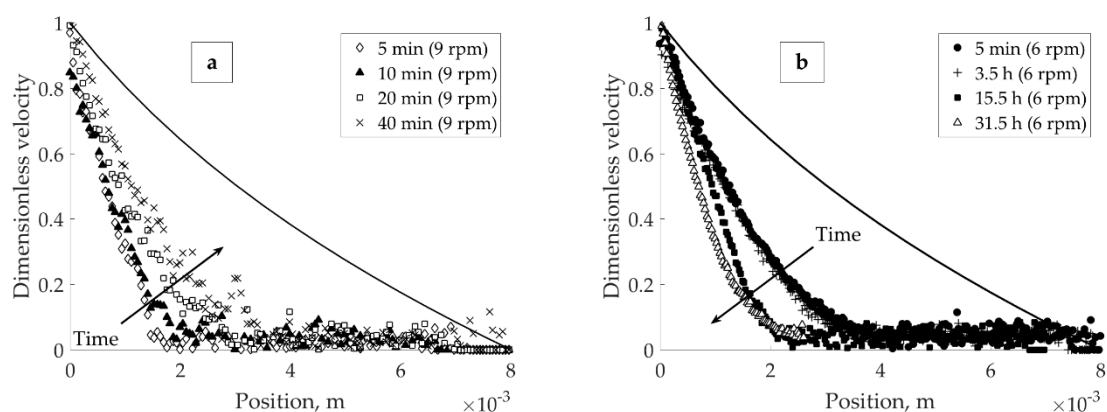 a
5 min (9 rpm)
10 min (9 rpm)
20 min (9 rpm)
40 min (9 rpm)
Time
Dimensionless velocity
1
0.8
0.6
0.4
0.2
0
0 2 4 6 8
×10⁻³
Position, m
b
5 min (6 rpm)
3.5 h (6 rpm)
15.5 h (6 rpm)
31.5 h (6 rpm)
Time
Dimensionless velocity
1
0.8
0.6
0.4
0.2
0
0 2 4 6 8
×10⁻³
Position, m